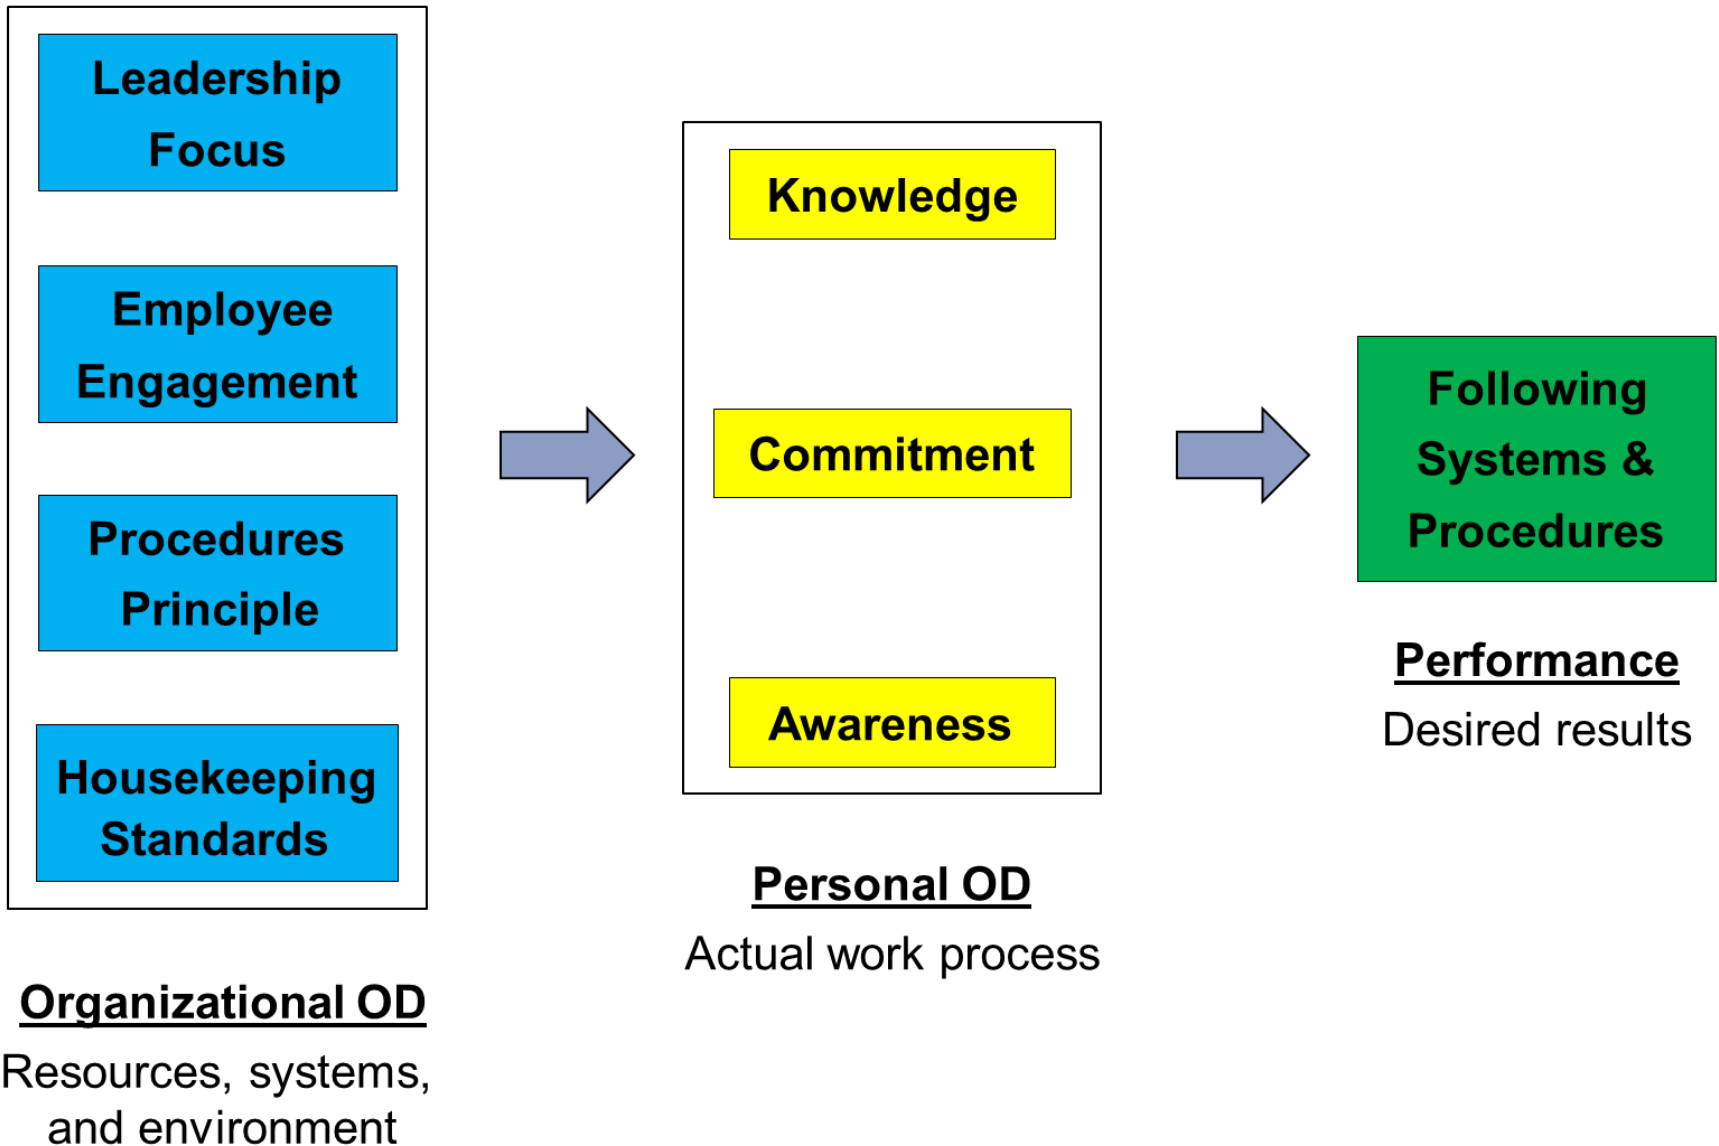 Leadership
Focus
Employee
Engagement
Procedures
Principle
Housekeeping
Standards
Organizational OD
Resources, systems,
and environment
Knowledge
Commitment
Awareness
Personal OD
Actual work process
Following
Systems &
Procedures
Performance
Desired results